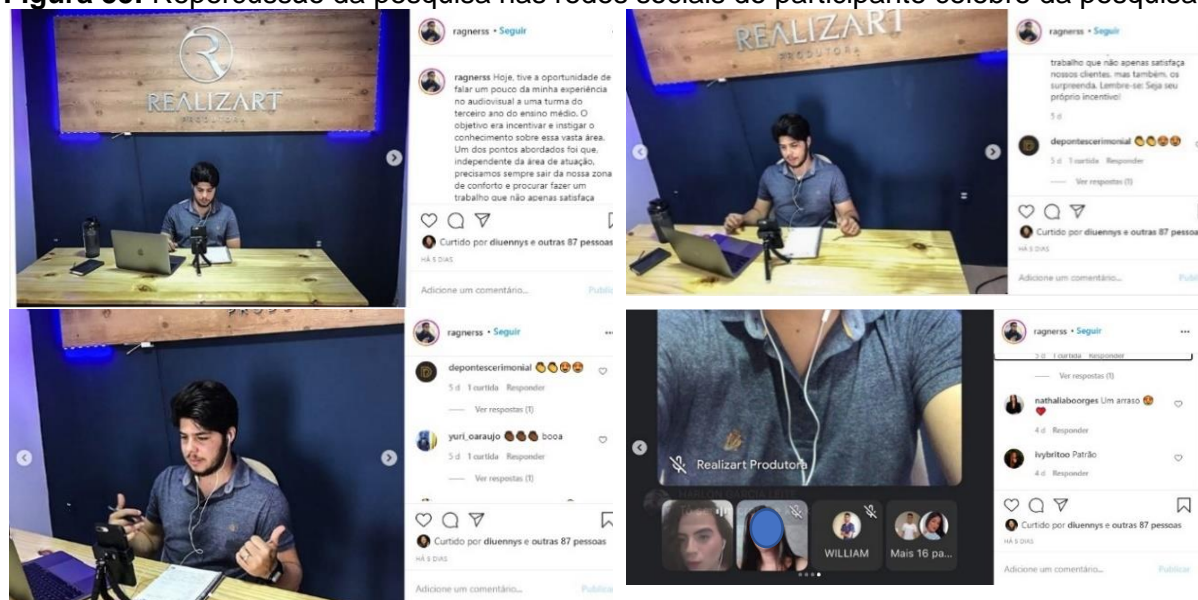 Figura 35. Repercussão da pesquisa nas redes sociais do participante célebre da pesquisa
REALIZART
PRODUTORA
ragnerss • Seguir
ragnerss Hoje, tive a oportunidade de
falar um pouco da minha experiência
no audiovisual a uma turma do
terceiro ano do ensino médio. O
objetivo era incentivar e instigar o
conhecimento sobre essa vasta área.
Um dos pontos abordados foi que,
independente da área de atuação,
precisamos sempre sair da nossa zona
de conforto e procurar fazer um
trabalho que não apenas satisfaça
Curtido por diuennys e outras 87 pessoas
HÁ 5 DIAS
Adicione um comentário...
REALIZART
PRODUTORA
ragnerss • Seguir
trabalho que não apenas satisfaça
nossos clientes, mas também, os
surpreenda. Lembre-se: Seja seu
próprio incentivo!
5 d
depontescerimonial
5 d 1 curtida Responder
Ver respostas (1)
Curtido por diuennys e outras 87 pessoa
HÁ 5 DIAS
Adicione um comentário...
ragnerss • Seguir
depontescerimonial
5 d 1 curtida Responder
Ver respostas (1)
yuri_oaraujo booa
5 d 1 curtida Responder
Ver respostas (1)
Curtido por diuennys e outras 87 pessoas
HÁ 5 DIAS
Adicione um comentário...
Realizart Produtora
WILLIAM
Mais 16 pa...
ragnerss • Seguir
5 d 1 curtida Responder
Ver respostas (1)
nathaliaboorges Um arraso
4 d Responder
ivybritoo Patrão
4 d Responder
Curtido por diuennys e outras 87 pessoas
HÁ 5 DIAS
Adicione um comentário...
Publicar